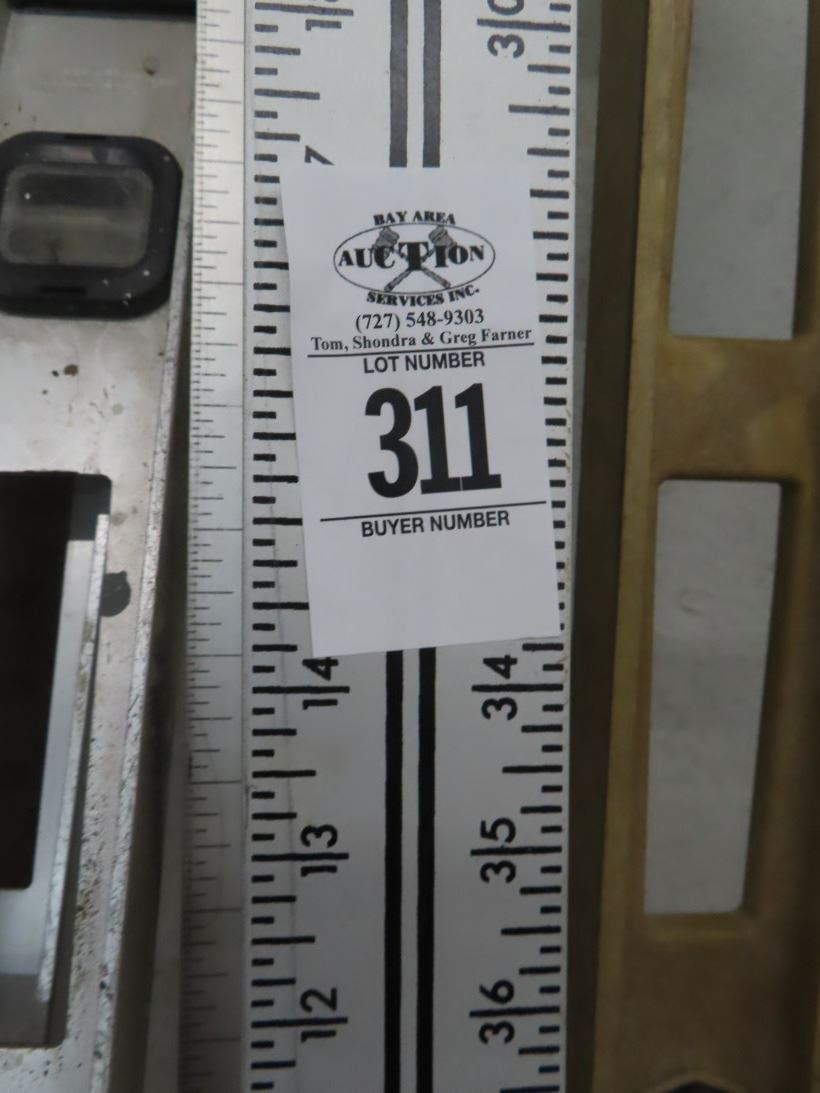 30
7
BAY AREA
AUCTION
SERVICES INC.
(727) 548-9303
Tom, Shondra & Greg Farner
LOT NUMBER
311
BUYER NUMBER
14
34
13
35
12
36